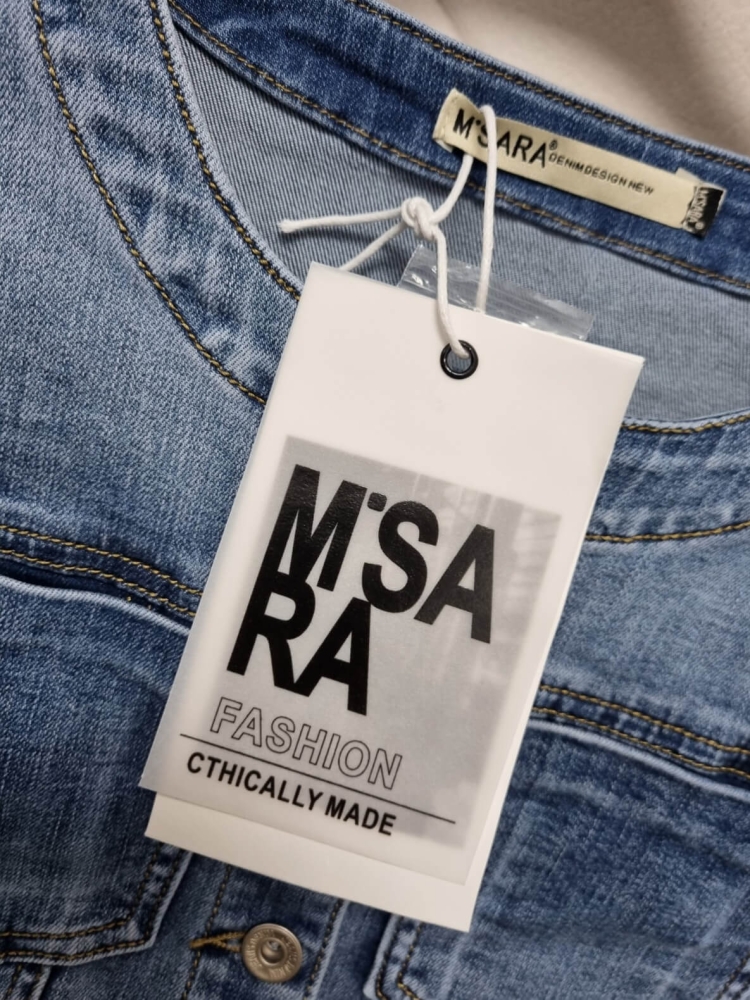 M'SARA® DENIM DESIGN NEW
M'SA
RA
FASHION
CTHICALLY MADE